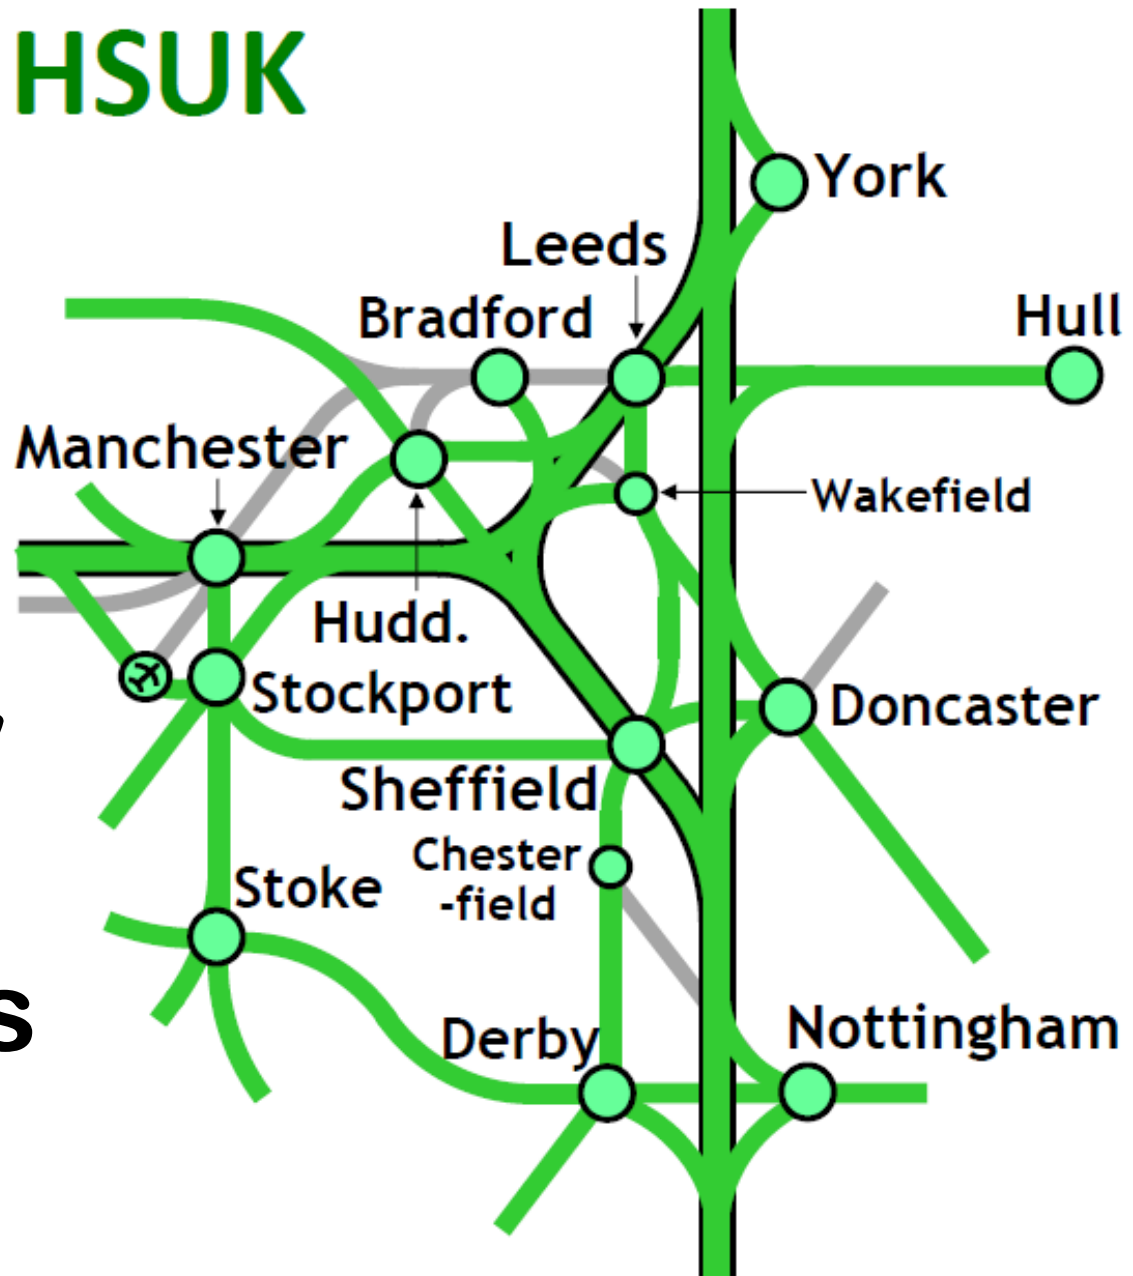 HSUK
York
Leeds
Bradford
Hull
Manchester
Wakefield
Hudd.
Stockport
,
Doncaster
Sheffield
Chester
-field
Stoke
s
Nottingham
Derby